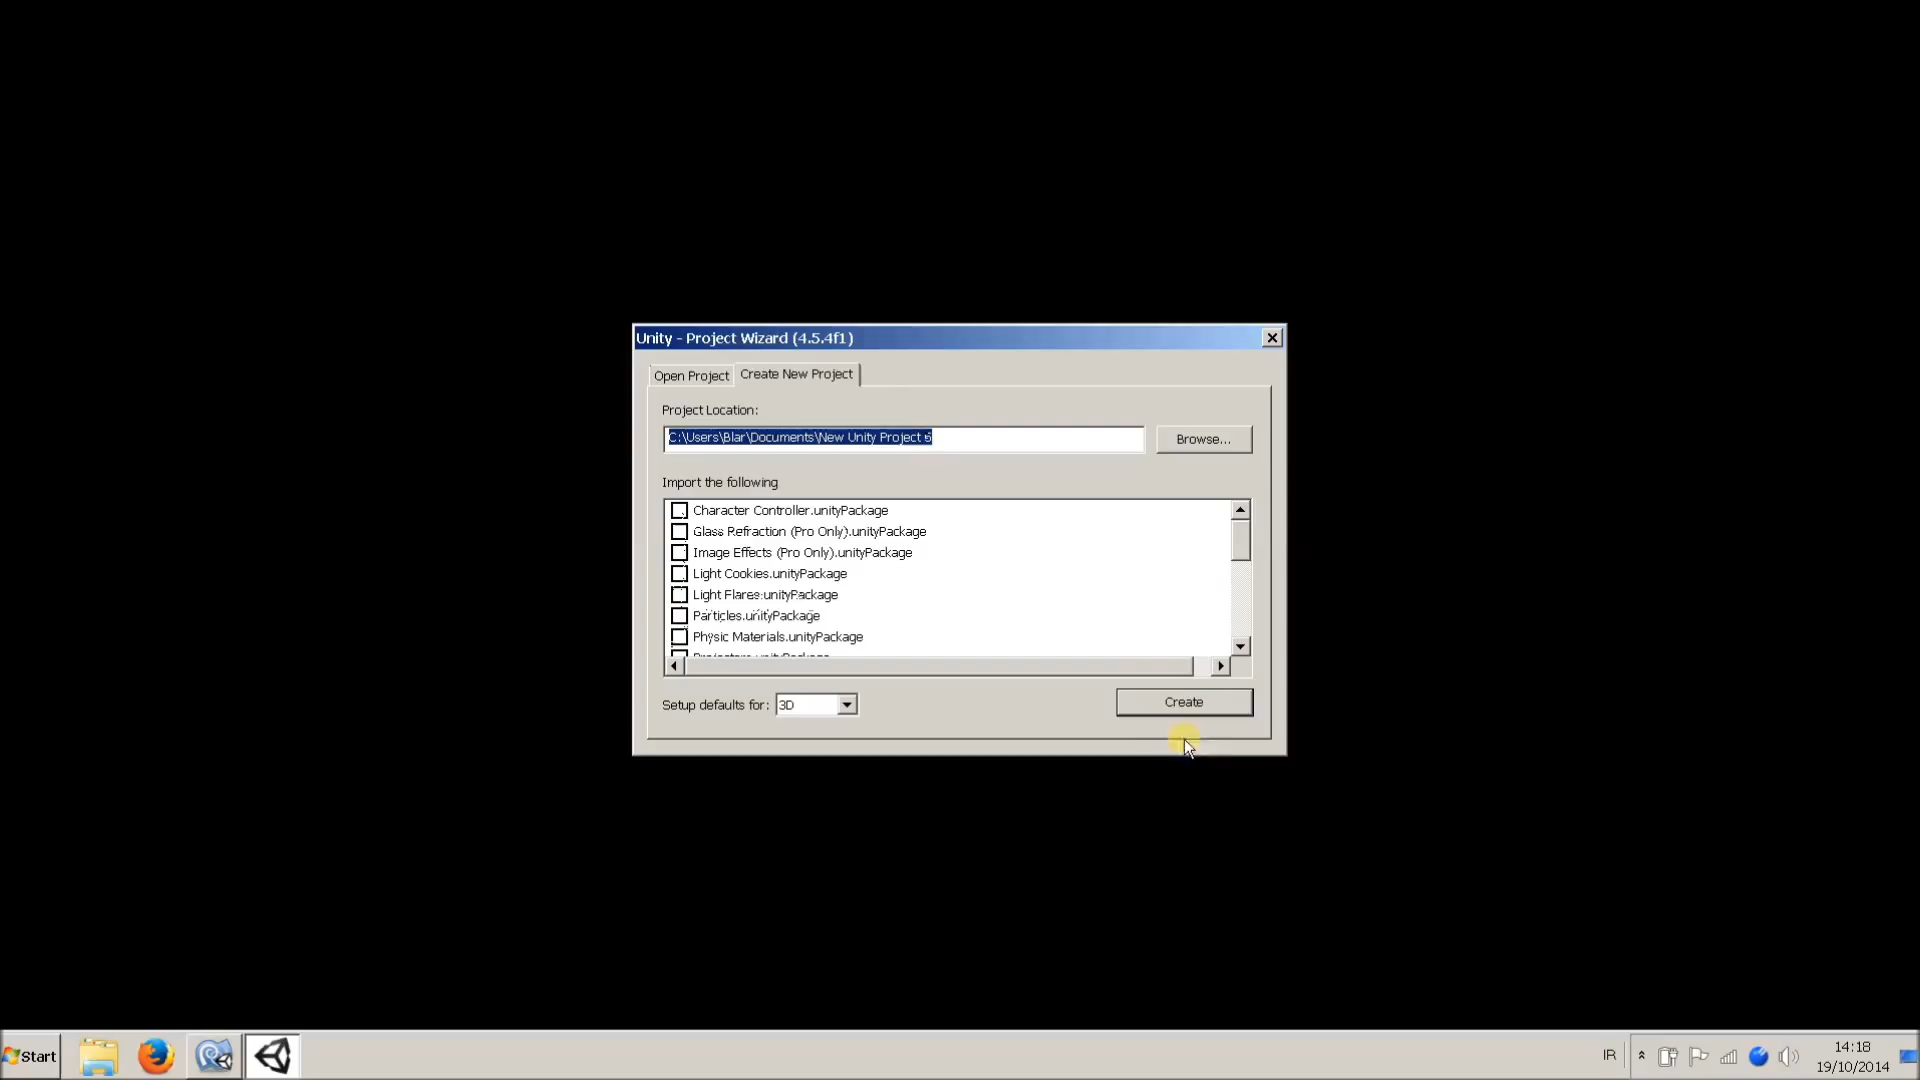 Unity - Project Wizard (4.5.4f1)
Open Project
Create New Project
Project Location:
C:\Users\Blar\Documents\New Unity Project 6
Browse...
Import the following
Character Controller.unityPackage
Glass Refraction (Pro Only).unityPackage
Image Effects (Pro Only).unityPackage
Light Cookies.unityPackage
Light Flares.unityPackage
Particles.unityPackage
Physic Materials.unityPackage
Projectors.unityPackage
Setup defaults for: 3D
Create
Start
IR
14:18
19/10/2014